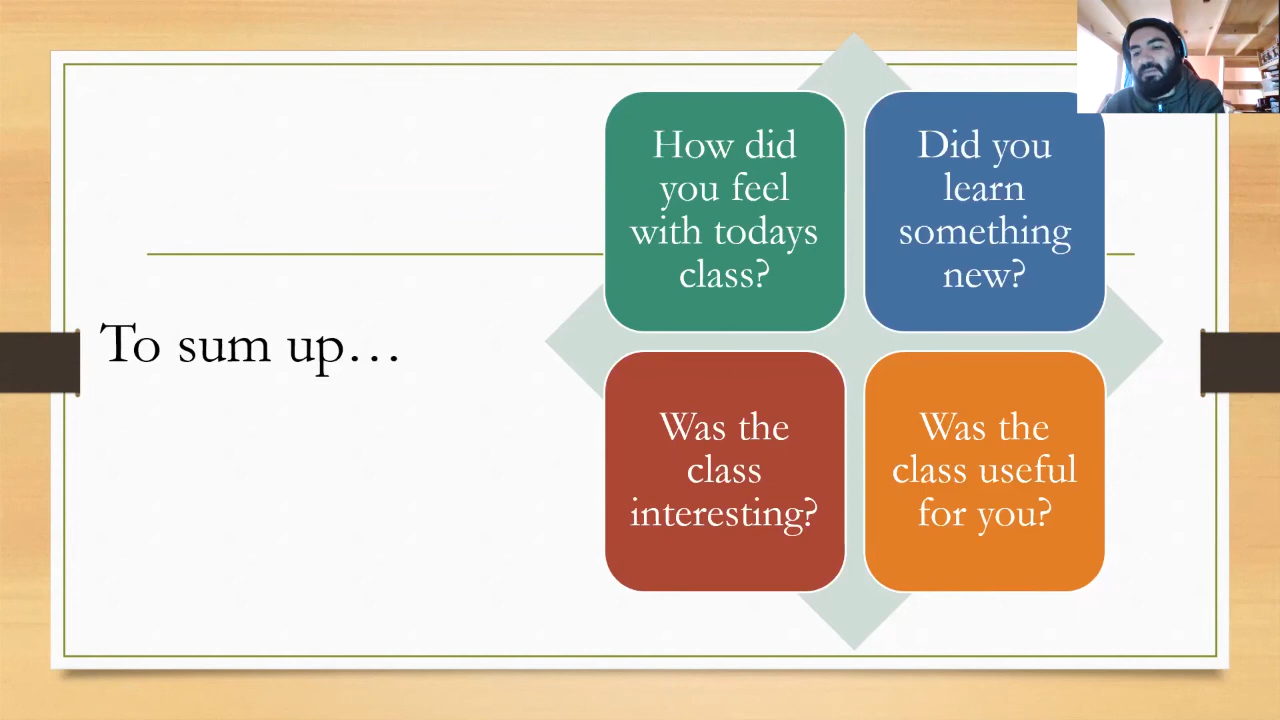 To sum up…
How did
you feel
with todays
class?
Did you
learn
something
new?
Was the
class
interesting?
Was the
class useful
for you?